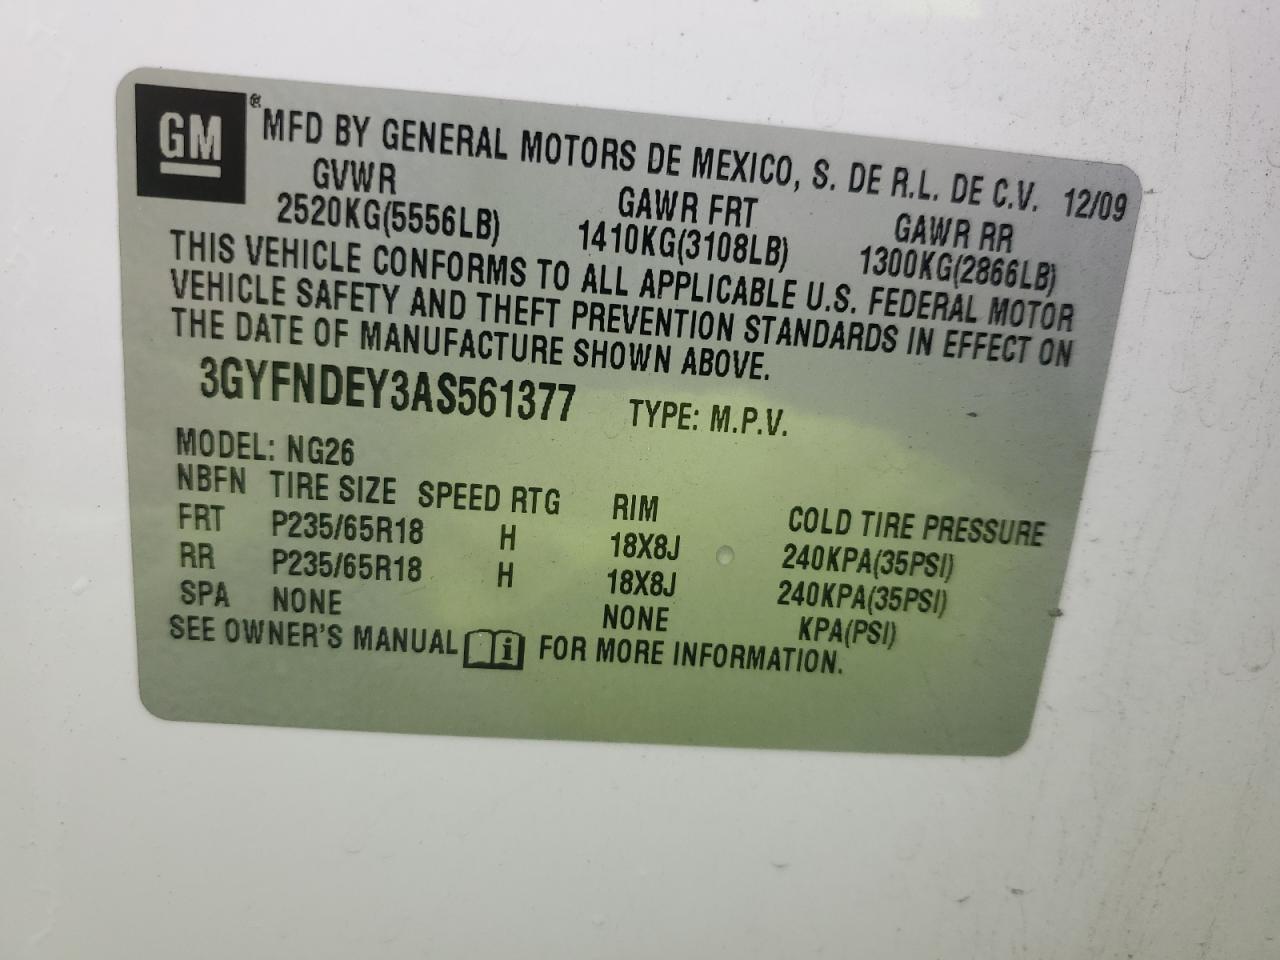 GM ® MFD BY GENERAL MOTORS DE MEXICO, S. DE R.L. DE C.V. 12/09
GVWR GAWR FRT GAWR RR
2520KG(5556LB) 1410KG(3108LB) 1300KG(2866LB)
THIS VEHICLE CONFORMS TO ALL APPLICABLE U.S. FEDERAL MOTOR
VEHICLE SAFETY AND THEFT PREVENTION STANDARDS IN EFFECT ON
THE DATE OF MANUFACTURE SHOWN ABOVE.
3GYFNDEY3AS561377 TYPE: M.P.V.
MODEL: NG26
NBFN TIRE SIZE SPEED RTG RIM COLD TIRE PRESSURE
FRT P235/65R18 H 18X8J 240KPA(35PSI)
RR P235/65R18 H 18X8J 240KPA(35PSI)
SPA NONE NONE KPA(PSI)
SEE OWNER'S MANUAL i FOR MORE INFORMATION.